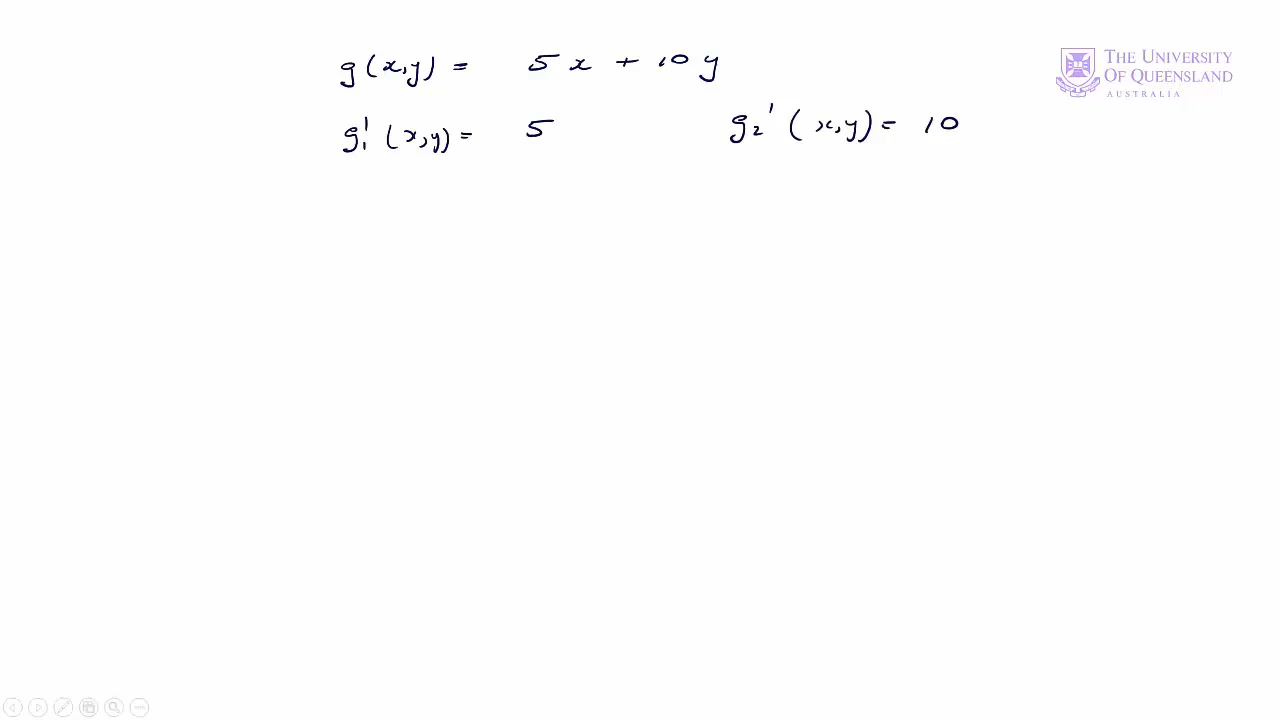 g(x,y) = 5x + 10y
g₁'(x,y) = 5 g₂'(x,y) = 10
THE UNIVERSITY
OF QUEENSLAND
AUSTRALIA